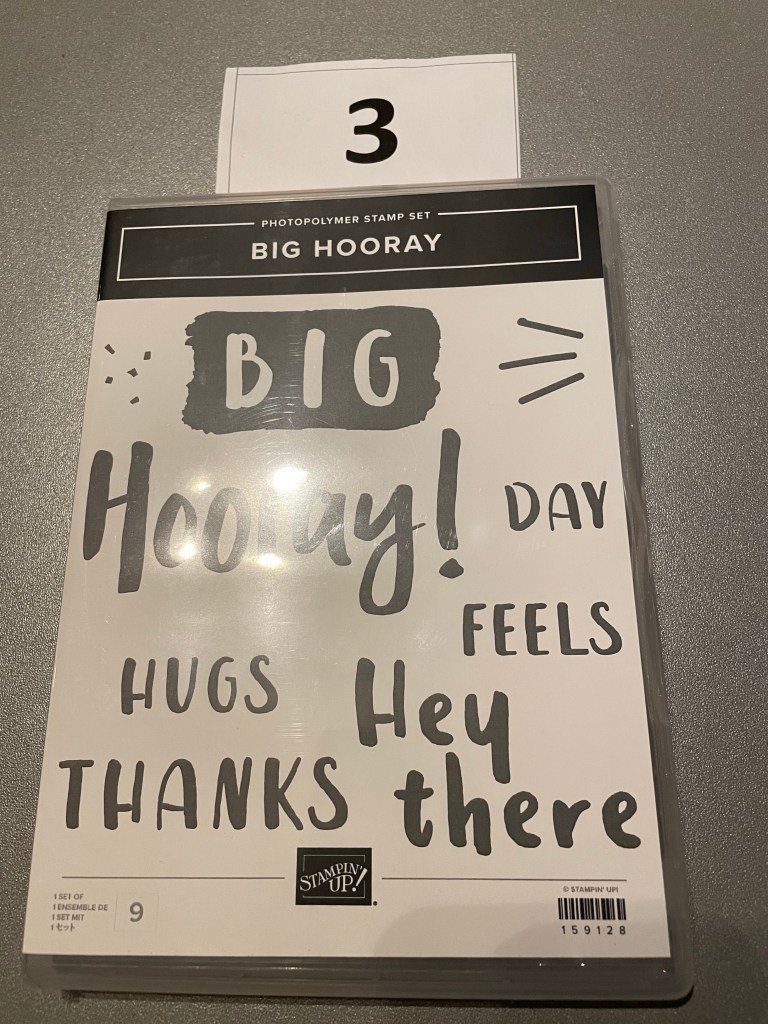 3
PHOTOPOLYMER STAMP SET
BIG HOORAY
BIG
Hooray!
DAY
FEELS
HUGS
Hey
there
THANKS
STAMPIN' UP!
1 SET OF
1 ENSEMBLE DE
1 SET MIT
1 セット
9
© STAMPIN' UP!
159128